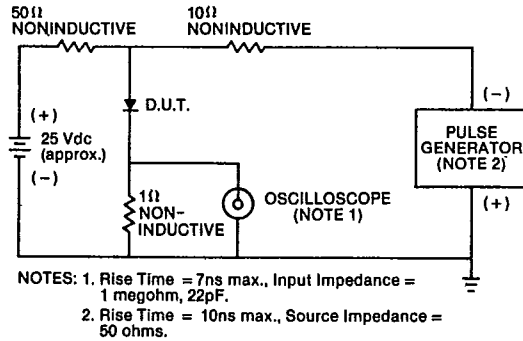 50Ω
NONINDUCTIVE
10Ω
NONINDUCTIVE
(+)
25 Vdc
(approx.)
(-)
D.U.T.
1Ω
NON-
INDUCTIVE
OSCILLOSCOPE
(NOTE 1)
(-)
PULSE
GENERATOR
(NOTE 2)
(+)
NOTES: 1. Rise Time = 7ns max., Input Impedance =
1 megohm, 22pF.
2. Rise Time = 10ns max., Source Impedance =
50 ohms.